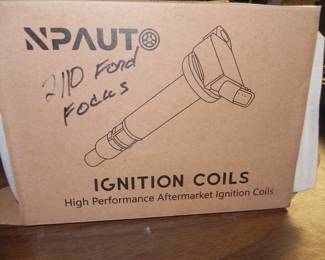 NPAUTO
2110 Ford
Focus
IGNITION COILS
High Performance Aftermarket Ignition Coils